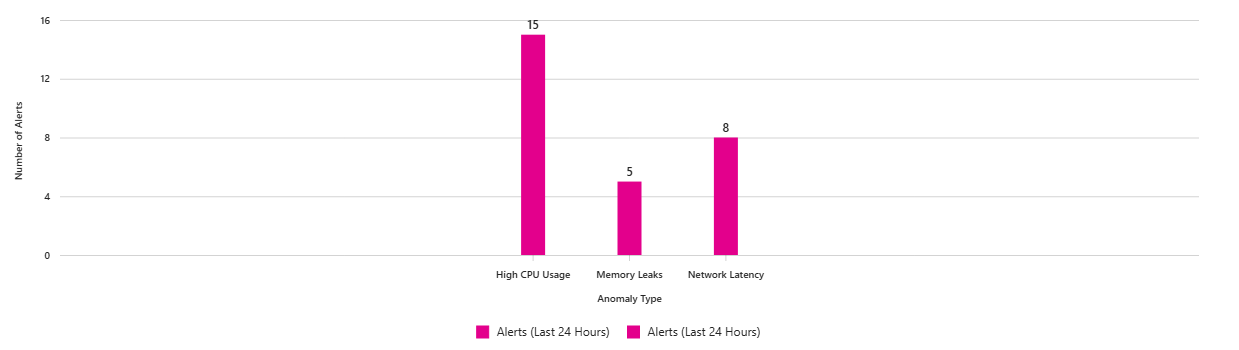 16
15
12
8
8
5
4
0
Number of Alerts
High CPU Usage Memory Leaks Network Latency
Anomaly Type
Alerts (Last 24 Hours) Alerts (Last 24 Hours)